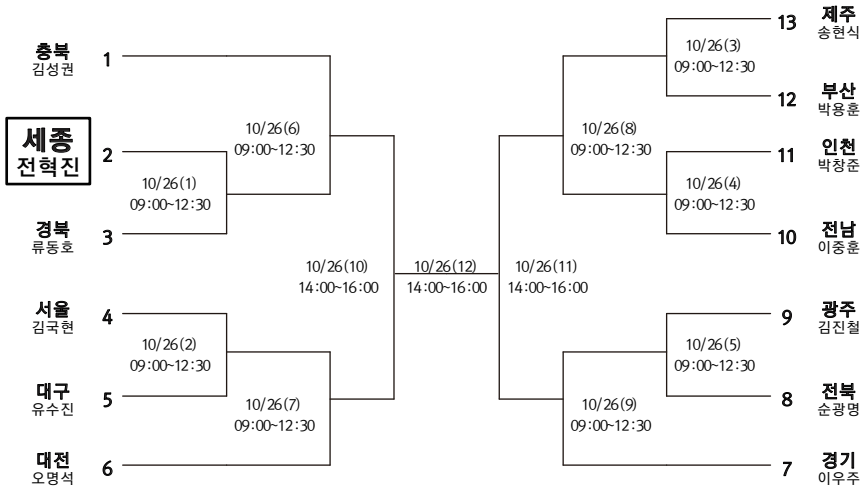 충북
김성권
1
세종
전혁진
2
경북
류동호
3
서울
김국현
4
대구
유수진
5
대전
오명석
6
10/26(1)
09:00~12:30
10/26(2)
09:00~12:30
10/26(6)
09:00~12:30
10/26(7)
09:00~12:30
10/26(10)
14:00~16:00
10/26(12)
14:00~16:00
10/26(11)
14:00~16:00
10/26(8)
09:00~12:30
10/26(9)
09:00~12:30
10/26(3)
09:00~12:30
10/26(4)
09:00~12:30
10/26(5)
09:00~12:30
13
제주
송현식
12
부산
박용훈
11
인천
박창준
10
전남
이중훈
9
광주
김진철
8
전북
순광명
7
경기
이우주